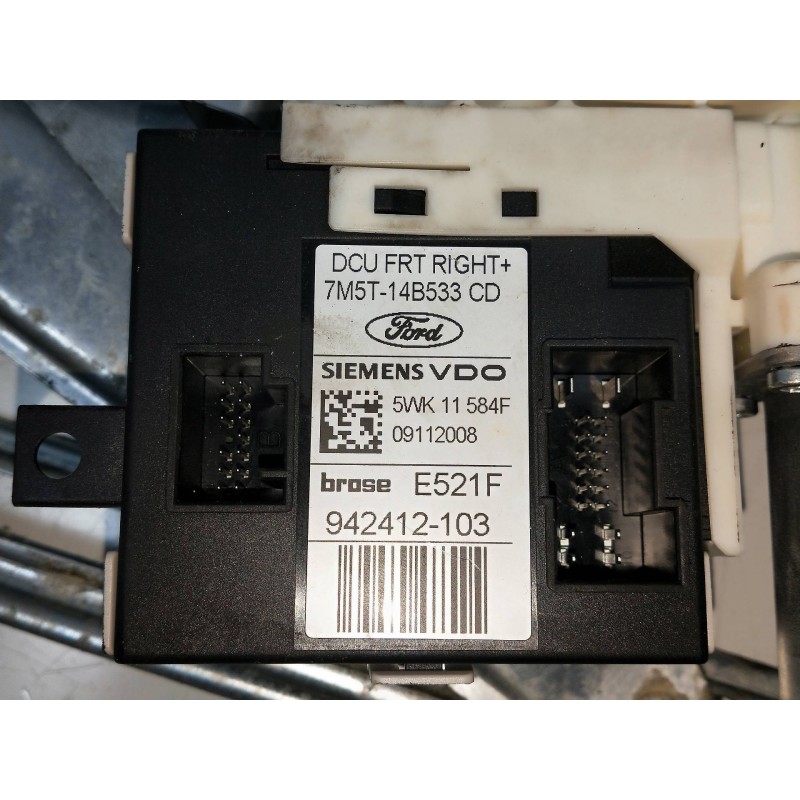 DCU FRT RIGHT+
7M5T-14B533 CD
Ford
SIEMENS VDO
5WK 11 584F
09112008
brose E521F
942412-103